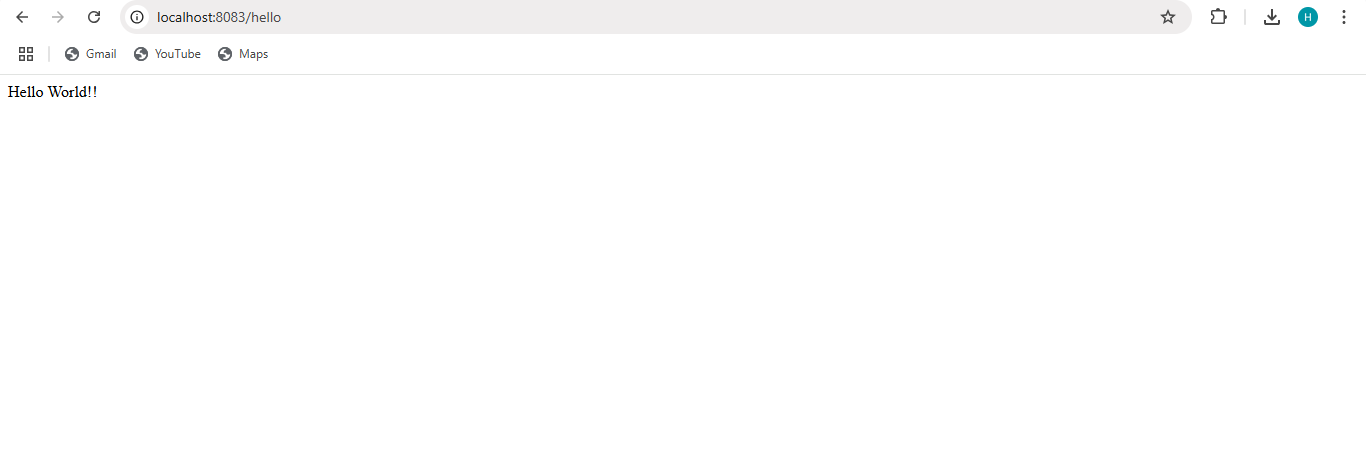 localhost:8083/hello
H
Gmail YouTube Maps
Hello World!!